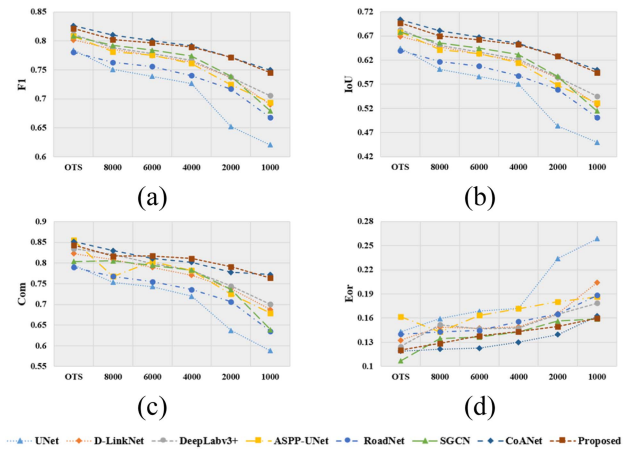 0.85
0.8
0.75
0.7
0.65
0.6
F1
OTS 8000 6000 4000 2000 1000
(a)
0.72
0.67
0.62
0.57
0.52
0.47
0.42
IoU
OTS 8000 6000 4000 2000 1000
(b)
0.9
0.85
0.8
0.75
0.7
0.65
0.6
0.55
Com
OTS 8000 6000 4000 2000 1000
(c)
0.28
0.25
0.22
0.19
0.16
0.13
0.1
Eor
OTS 8000 6000 4000 2000 1000
(d)
UNet D-LinkNet DeepLabv3+ ASPP-UNet RoadNet SGCN CoANet Proposed